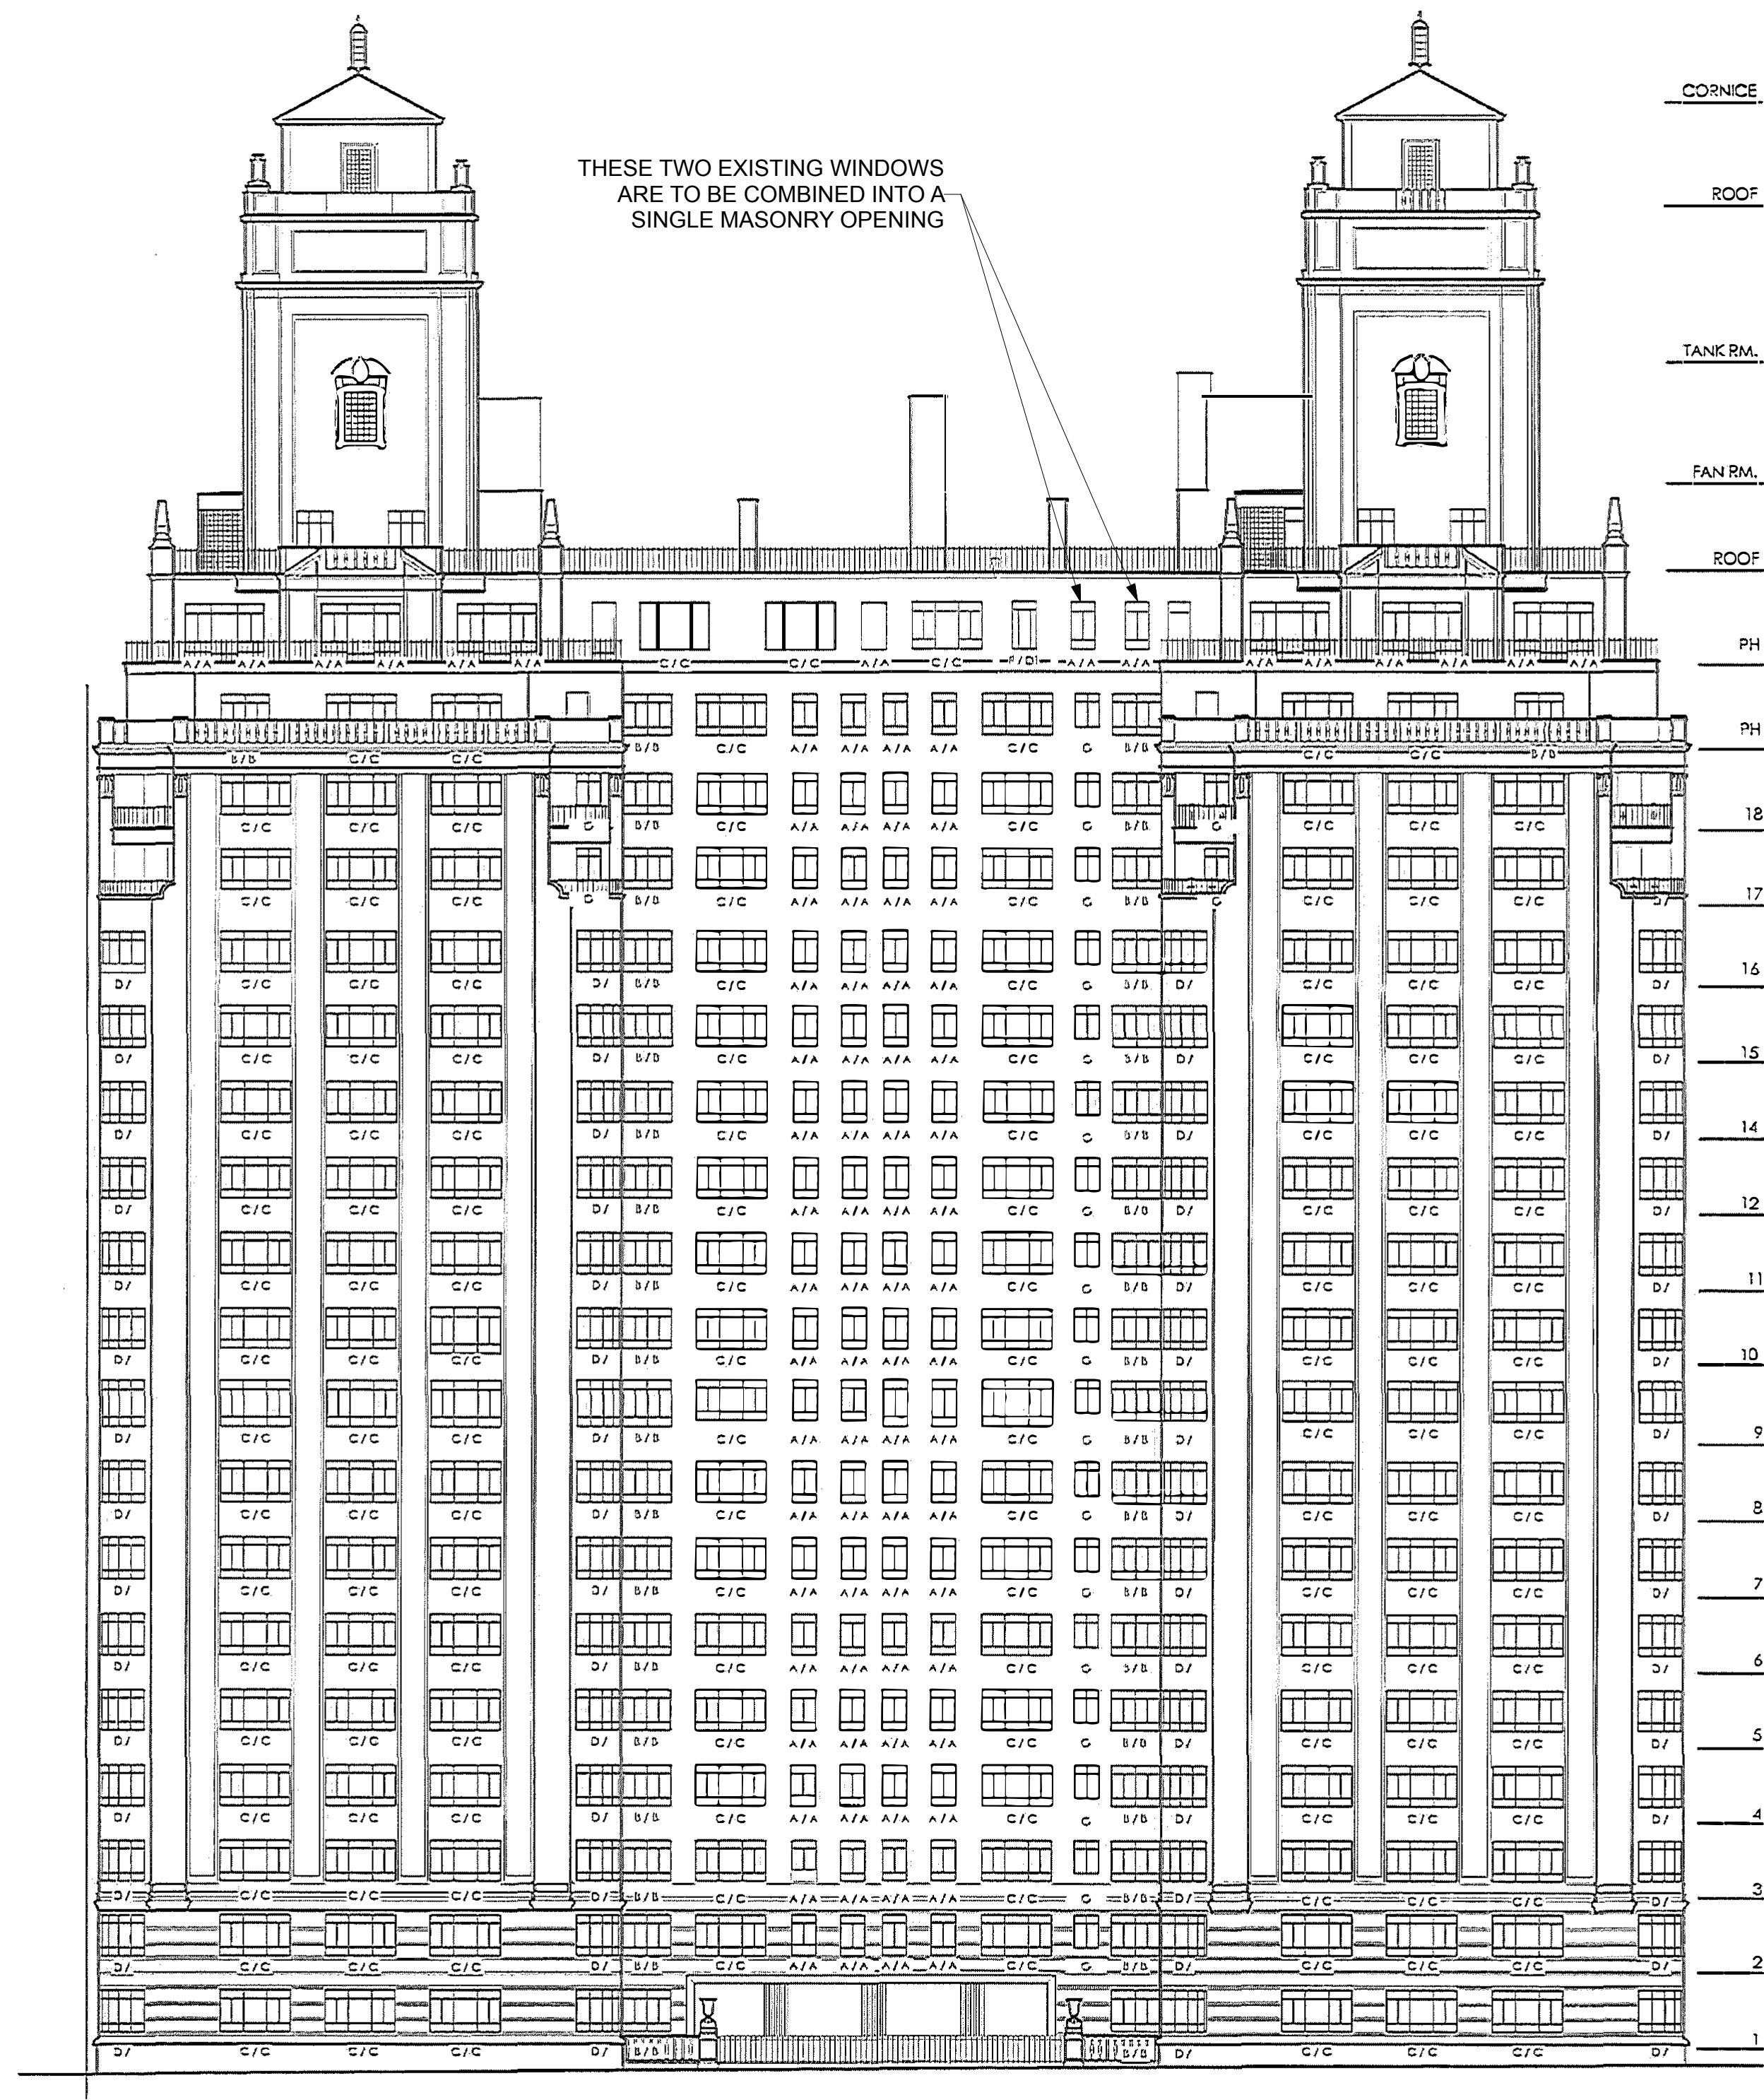 CORNICE
THESE TWO EXISTING WINDOWS
ARE TO BE COMBINED INTO A
SINGLE MASONRY OPENING
ROOF
TANK RM.
FAN RM.
ROOF
PH
A/A A/A A/A A/A A/A A/A C/C C/C A/A C/C A/A A/A A/A A/A A/A A/A A/A A/A
PH
B/B C/C A/A A/A A/A A/A C/C G B/B
B/B C/C C/C C/C C/C B/B
18
C/C C/C C/C G B/B C/C A/A A/A A/A A/A C/C G B/B G C/C C/C C/C
17
C/C C/C C/C G B/B C/C A/A A/A A/A A/A C/C G B/B G C/C C/C C/C D/
16
D/ C/C C/C C/C D/ B/B C/C A/A A/A A/A A/A C/C G B/B D/ C/C C/C C/C D/
15
D/ C/C C/C C/C D/ B/B C/C A/A A/A A/A A/A C/C G B/B D/ C/C C/C C/C D/
14
D/ C/C C/C C/C D/ B/B C/C A/A A/A A/A A/A C/C G B/B D/ C/C C/C C/C D/
12
D/ C/C C/C C/C D/ B/B C/C A/A A/A A/A A/A C/C G B/B D/ C/C C/C C/C D/
11
D/ C/C C/C C/C D/ B/B C/C A/A A/A A/A A/A C/C G B/B D/ C/C C/C C/C D/
10
D/ C/C C/C C/C D/ B/B C/C A/A A/A A/A A/A C/C G B/B D/ C/C C/C C/C D/
9
D/ C/C C/C C/C D/ B/B C/C A/A A/A A/A A/A C/C G B/B D/ C/C C/C C/C D/
8
D/ C/C C/C C/C D/ B/B C/C A/A A/A A/A A/A C/C G B/B D/ C/C C/C C/C D/
7
D/ C/C C/C C/C D/ B/B C/C A/A A/A A/A A/A C/C G B/B D/ C/C C/C C/C D/
6
D/ C/C C/C C/C D/ B/B C/C A/A A/A A/A A/A C/C G B/B D/ C/C C/C C/C D/
5
D/ C/C C/C C/C D/ B/B C/C A/A A/A A/A A/A C/C G B/B D/ C/C C/C C/C D/
4
D/ C/C C/C C/C D/ B/B C/C A/A A/A A/A A/A C/C G B/B D/ C/C C/C C/C D/
3
D/ C/C C/C C/C D/ B/B C/C A/A A/A A/A A/A C/C G B/B D/ C/C C/C C/C D/
2
D/ C/C C/C C/C D/ B/B C/C A/A A/A A/A A/A C/C G B/B D/ C/C C/C C/C D/
1
D/ C/C C/C C/C D/ B/B B/B D/ C/C C/C C/C D/